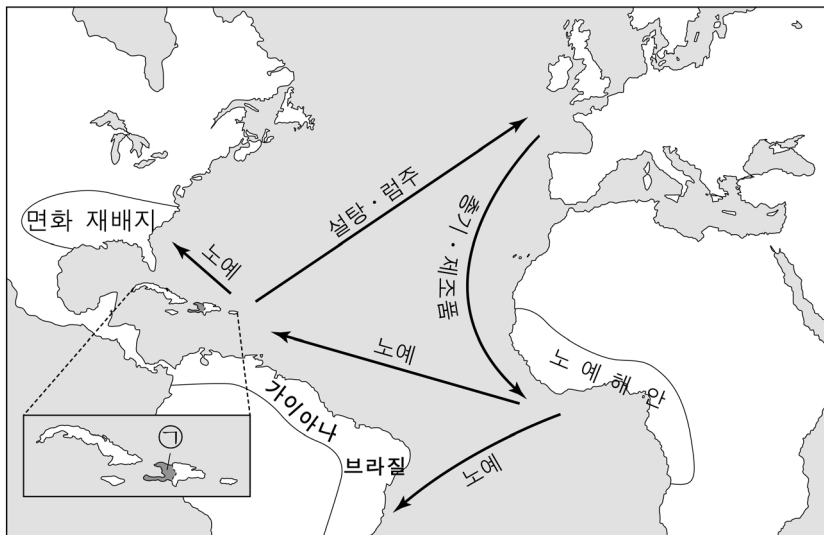 설탕·럼주
총기·제조품
면화 재배지
노예
노예
노예해안
가이아나
㉠
브라질
노예